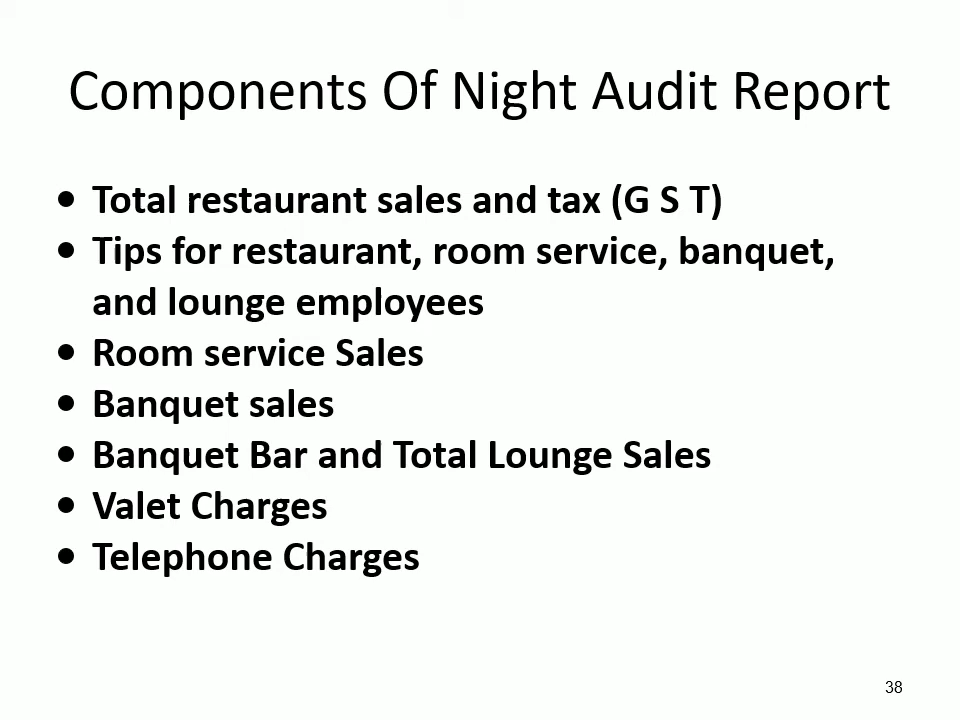 Components Of Night Audit Report
• Total restaurant sales and tax (G S T)
• Tips for restaurant, room service, banquet,
and lounge employees
• Room service Sales
• Banquet sales
• Banquet Bar and Total Lounge Sales
• Valet Charges
• Telephone Charges
38